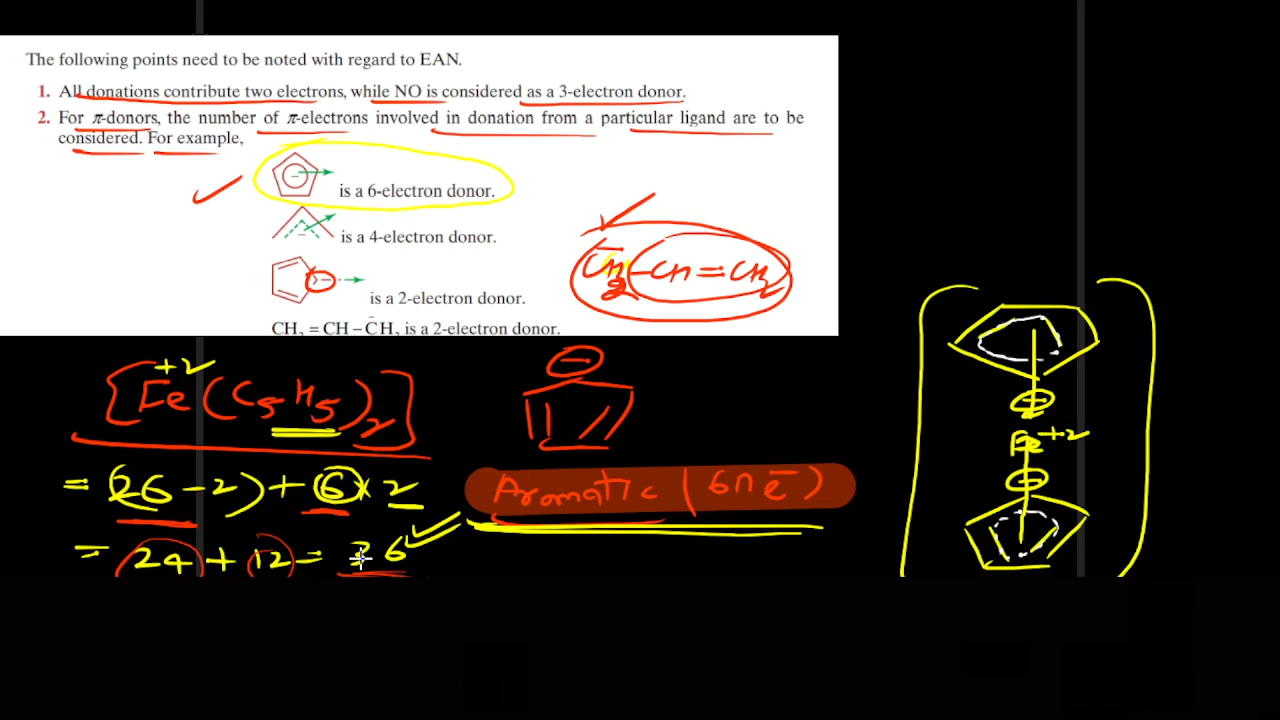 The following points need to be noted with regard to EAN.
1. All donations contribute two electrons, while NO is considered as a 3-electron donor.
2. For π-donors, the number of π-electrons involved in donation from a particular ligand are to be
considered. For example,
is a 6-electron donor.
is a 4-electron donor.
is a 2-electron donor.
CH₂ = CH – C̄H₂ is a 2-electron donor.
C̄H₂ – CH = CH₂
[Fe⁺²(C₅H₅)₂]
= (26 - 2) + 6 × 2
= 24 + 12 = 36
Aromatic (6π ē)
Fe⁺²